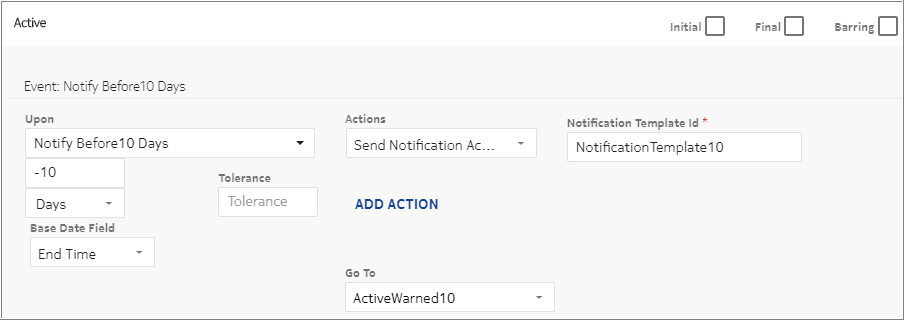 Active
Initial
Final
Barring
Event: Notify Before10 Days
Upon
Actions
Notification Template Id *
Notify Before10 Days
Send Notification Ac...
NotificationTemplate10
-10
Tolerance
Days
Tolerance
ADD ACTION
Base Date Field
End Time
Go To
ActiveWarned10